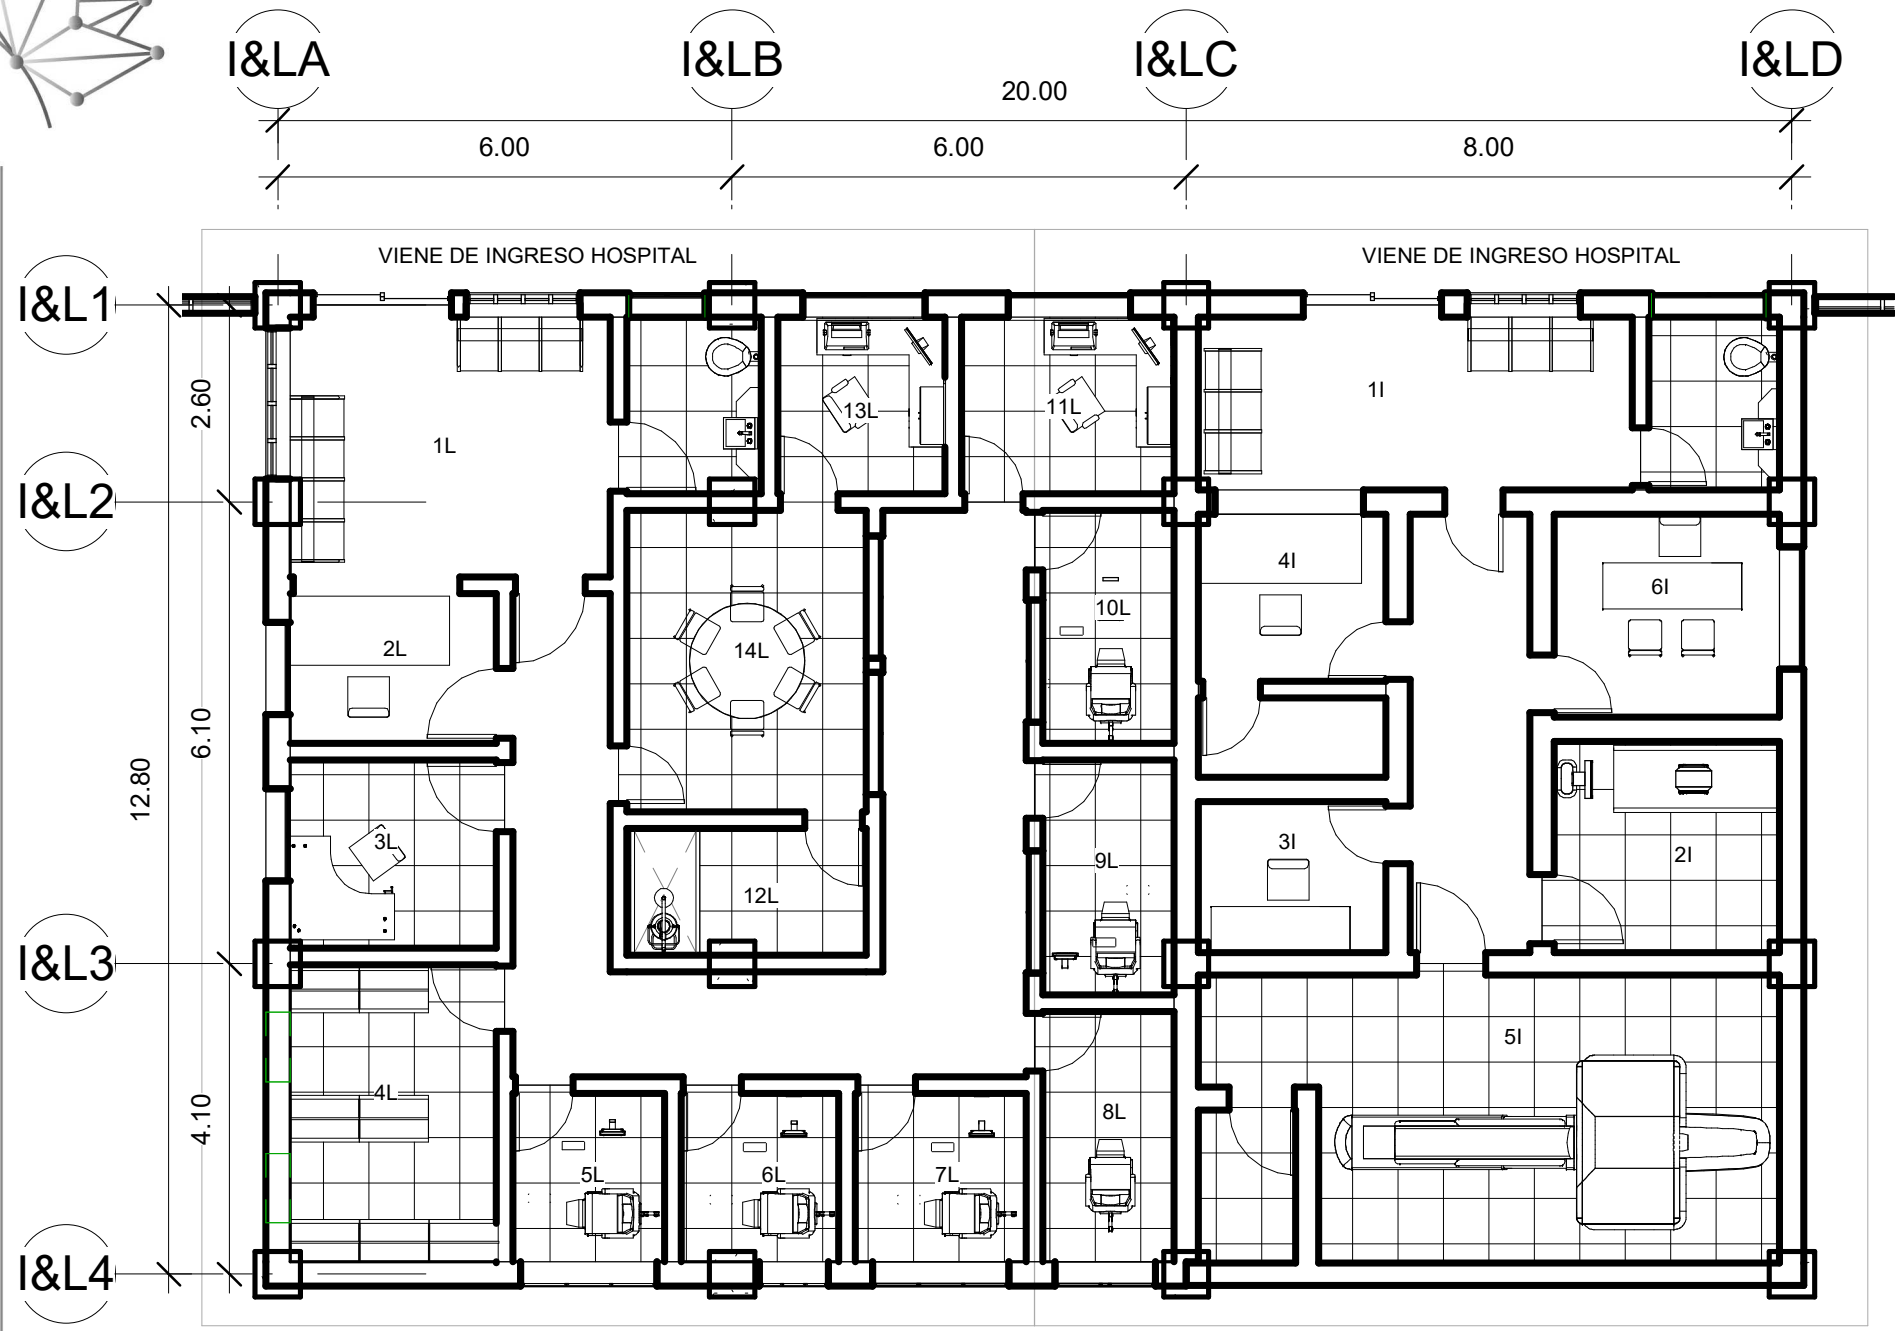 I&LA
I&LB
I&LC
I&LD
20.00
6.00
6.00
8.00
VIENE DE INGRESO HOSPITAL
VIENE DE INGRESO HOSPITAL
I&L1
I&L2
I&L3
I&L4
2.60
6.10
12.80
4.10
1L
13L
11L
1I
2L
14L
10L
4I
6I
3L
12L
9L
3I
2I
4L
5L
6L
7L
8L
5I